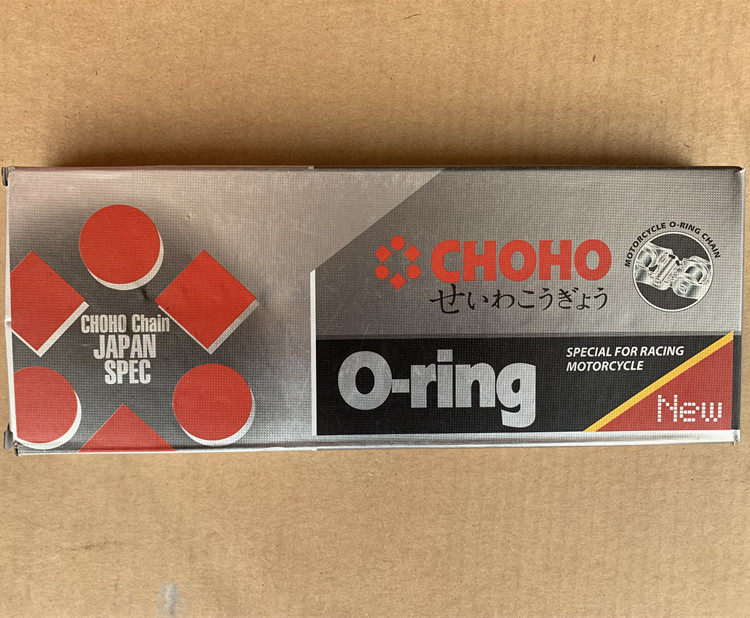 CHOHO Chain
JAPAN
SPEC
CHOHO
せいわこうぎょう
MOTORCYCLE O-RING CHAIN
O-ring
SPECIAL FOR RACING
MOTORCYCLE
New